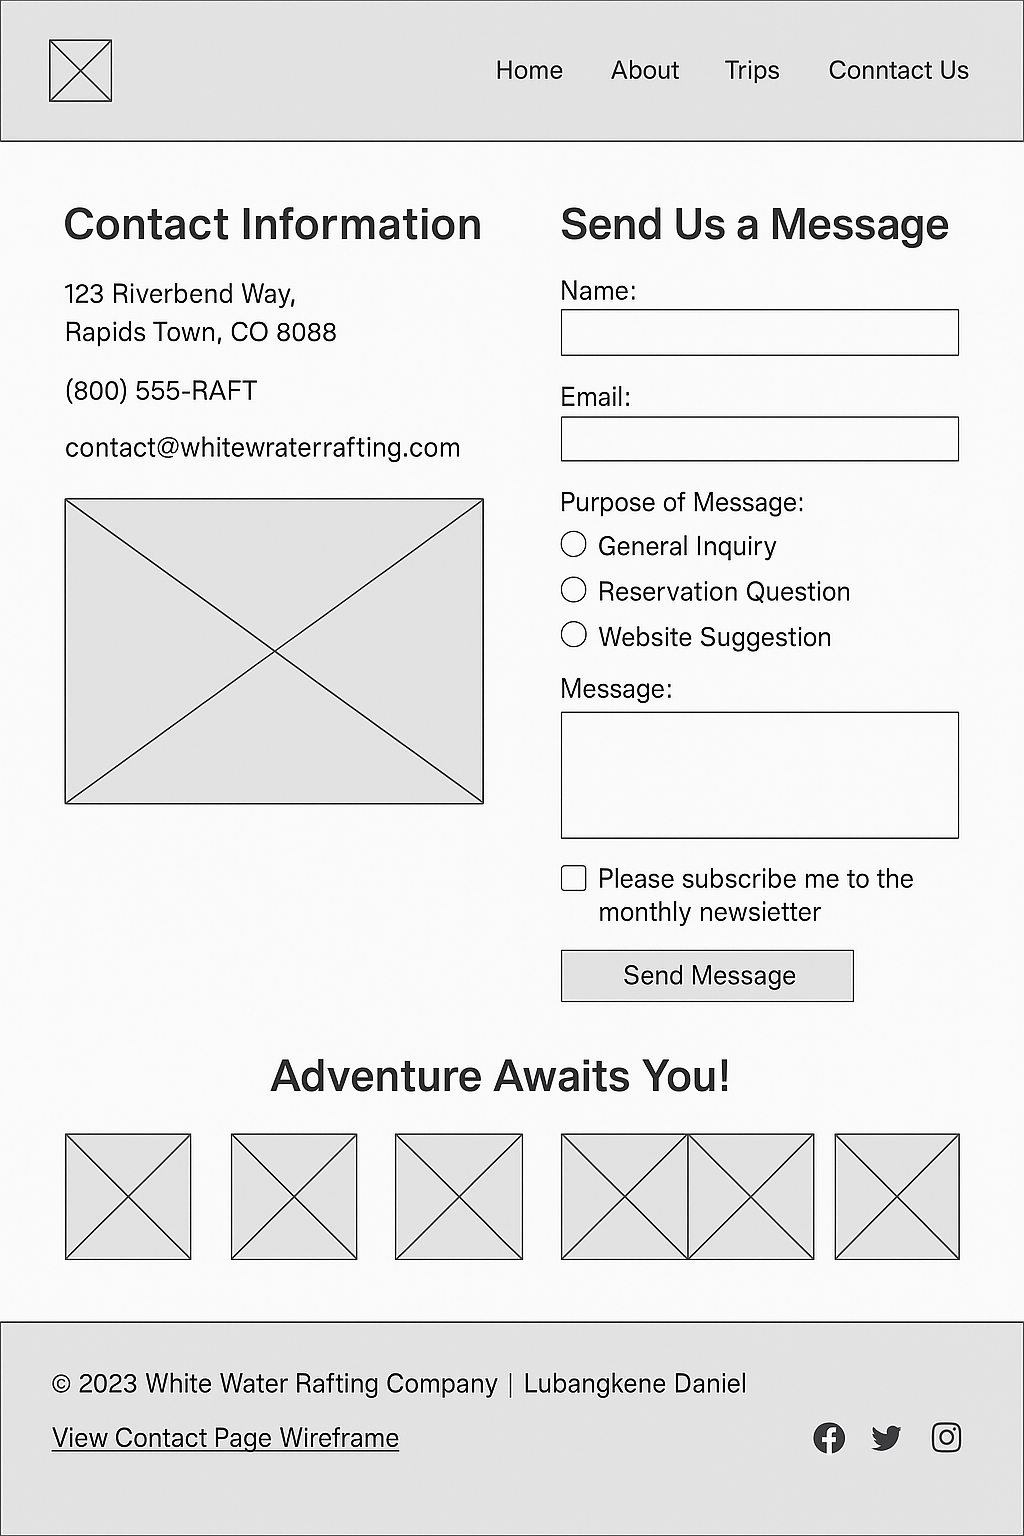 Home About Trips Conntact Us
Contact Information
123 Riverbend Way,
Rapids Town, CO 8088
(800) 555-RAFT
contact@whitewraterrafting.com
Send Us a Message
Name:
Email:
Purpose of Message:
General Inquiry
Reservation Question
Website Suggestion
Message:
Please subscribe me to the
monthly newsietter
Send Message
Adventure Awaits You!
© 2023 White Water Rafting Company | Lubangkene Daniel
View Contact Page Wireframe